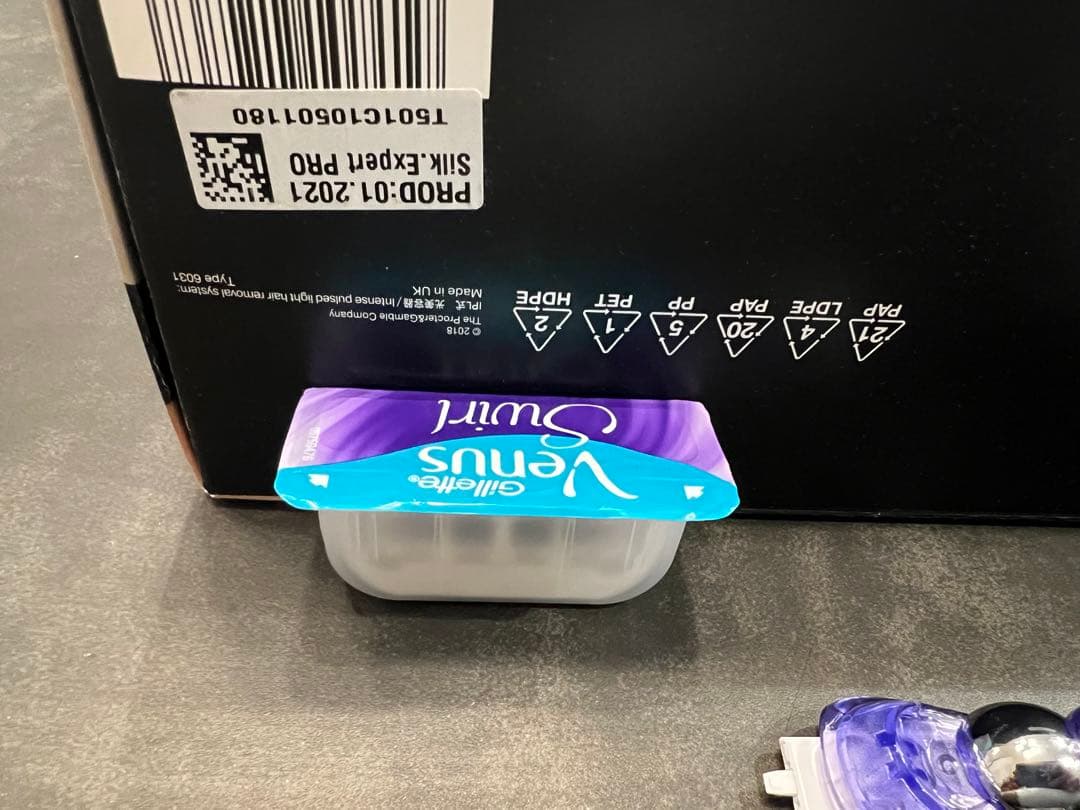 Gillette®
Venus
Swirl
21 4 20 5 1 2
PAP LDPE PAP PP PET HDPE
© 2018
The Procter&Gamble Company
IPL式 光美容器 / Intense pulsed light hair removal system:
Made in UK Type 6031
PROD:01.2021
Silk.Expert PRO
T501C10501180